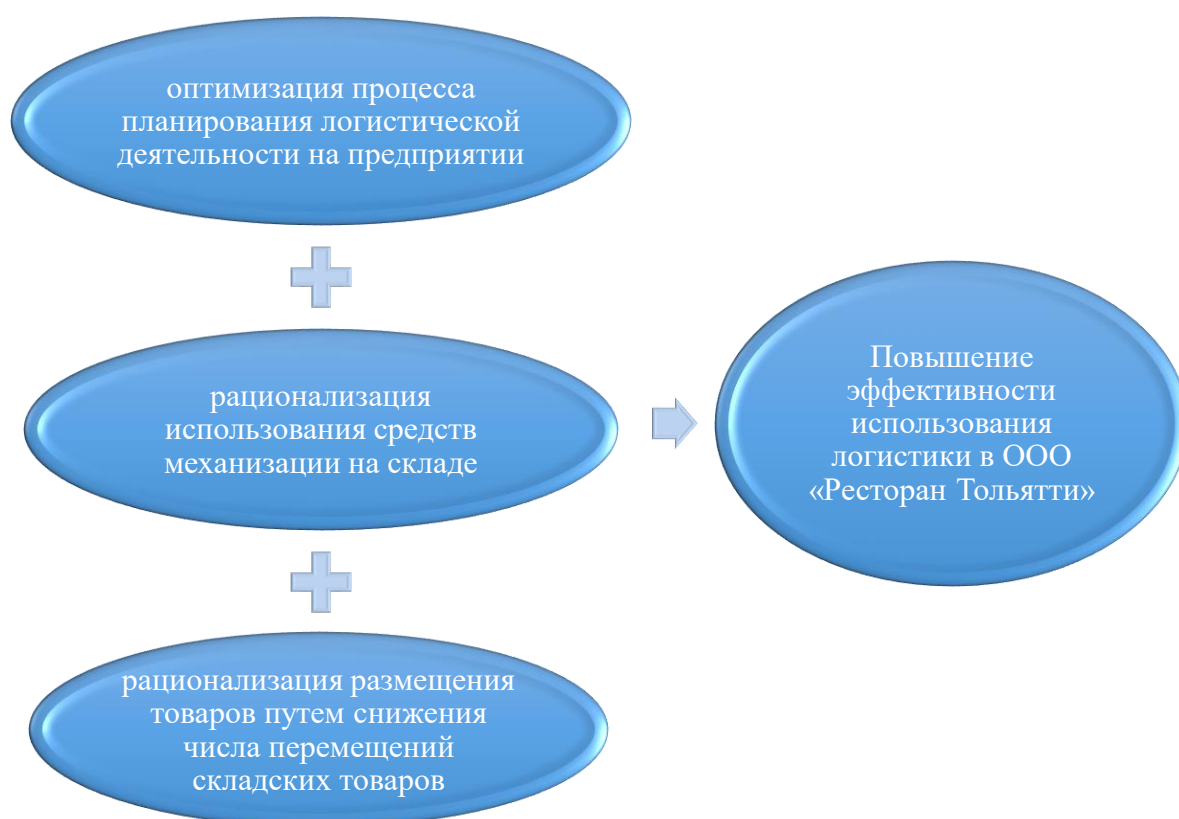 оптимизация процесса
планирования логистической
деятельности на предприятии
рационализация
использования средств
механизации на складе
рационализация размещения
товаров путем снижения
числа перемещений
складских товаров
Повышение
эффективности
использования
логистики в ООО
«Ресторан Тольятти»